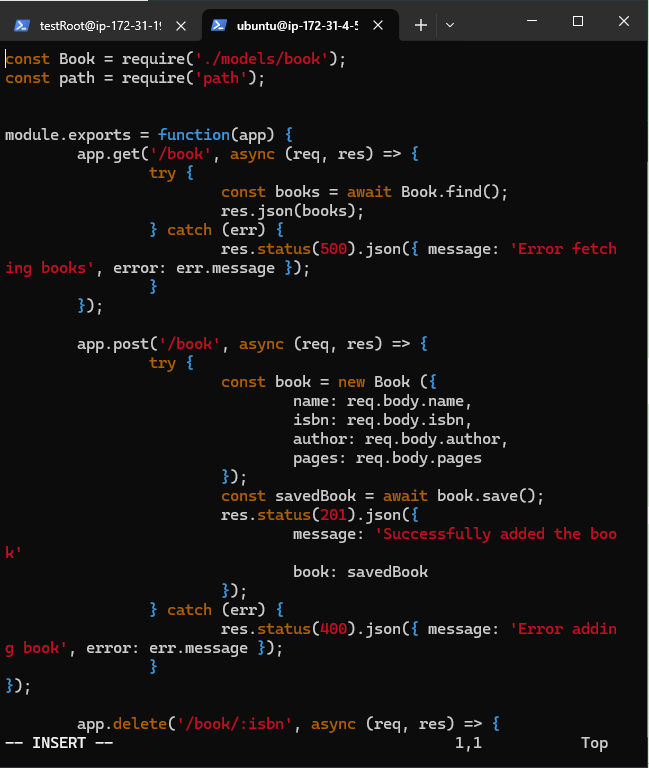 testRoot@ip-172-31-19
ubuntu@ip-172-31-4-5
const Book = require('./models/book');
const path = require('path');
module.exports = function(app) {
app.get('/book', async (req, res) => {
try {
const books = await Book.find();
res.json(books);
} catch (err) {
res.status(500).json({ message: 'Error fetch
ing books', error: err.message });
}
});
app.post('/book', async (req, res) => {
try {
const book = new Book ({
name: req.body.name,
isbn: req.body.isbn,
author: req.body.author,
pages: req.body.pages
});
const savedBook = await book.save();
res.status(201).json({
message: 'Successfully added the boo
k'
book: savedBook
});
} catch (err) {
res.status(400).json({ message: 'Error addin
g book', error: err.message });
}
});
app.delete('/book/:isbn', async (req, res) => {
-- INSERT -- 1,1 Top